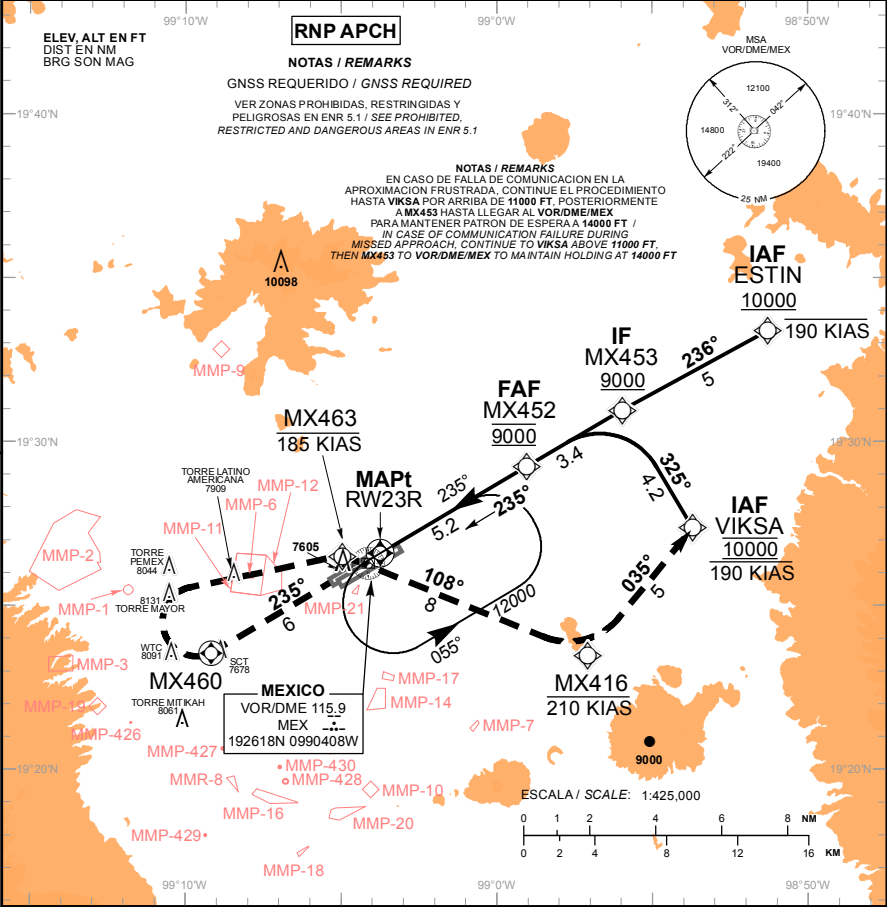 99°10'W
99°0'W
98°50'W
ELEV, ALT EN FT
DIST EN NM
BRG SON MAG
RNP APCH
NOTAS / REMARKS
GNSS REQUERIDO / GNSS REQUIRED
VER ZONAS PROHIBIDAS, RESTRINGIDAS Y
PELIGROSAS EN ENR 5.1 / SEE PROHIBITED,
RESTRICTED AND DANGEROUS AREAS IN ENR 5.1
MSA
VOR/DME/MEX
12100
312°
042°
14800
222°
19400
25 NM
19°40'N
19°40'N
NOTAS / REMARKS
EN CASO DE FALLA DE COMUNICACION EN LA
APROXIMACION FRUSTRADA, CONTINUE EL PROCEDIMIENTO
HASTA VIKSA POR ARRIBA DE 11000 FT, POSTERIORMENTE
A MX453 HASTA LLEGAR AL VOR/DME/MEX
PARA MANTENER PATRON DE ESPERA A 14000 FT /
IN CASE OF COMMUNICATION FAILURE DURING
MISSED APPROACH, CONTINUE TO VIKSA ABOVE 11000 FT,
THEN MX453 TO VOR/DME/MEX TO MAINTAIN HOLDING AT 14000 FT
10098
IAF
ESTIN
10000
190 KIAS
236°
5
IF
MX453
9000
MMP-9
FAF
MX452
9000
3.4
MX463
185 KIAS
19°30'N
19°30'N
325°
4.2
MAPt
RW23R
235°
5.2
235°
IAF
VIKSA
10000
190 KIAS
TORRE LATINO
AMERICANA
7909
MMP-12
MMP-6
MMP-11
MMP-2
7605
TORRE
PEMEX
8044
MMP-1
8131
TORRE MAYOR
235°
6
MMP-21
108°
8
12000
035°
5
055°
WTC
8091
SCT
7678
MMP-3
MX460
MX416
210 KIAS
MEXICO
VOR/DME 115.9
MEX
192618N 0990408W
MMP-17
MMP-14
MMP-19
TORRE MITIKAH
8061
MMP-426
MMP-7
MMP-427
9000
19°20'N
19°20'N
MMP-430
MMP-428
MMR-8
MMP-10
MMP-16
MMP-20
ESCALA / SCALE: 1:425,000
0 1 2 4 6 8 NM
0 2 4 8 12 16 KM
MMP-429
MMP-18
99°10'W
99°0'W
98°50'W